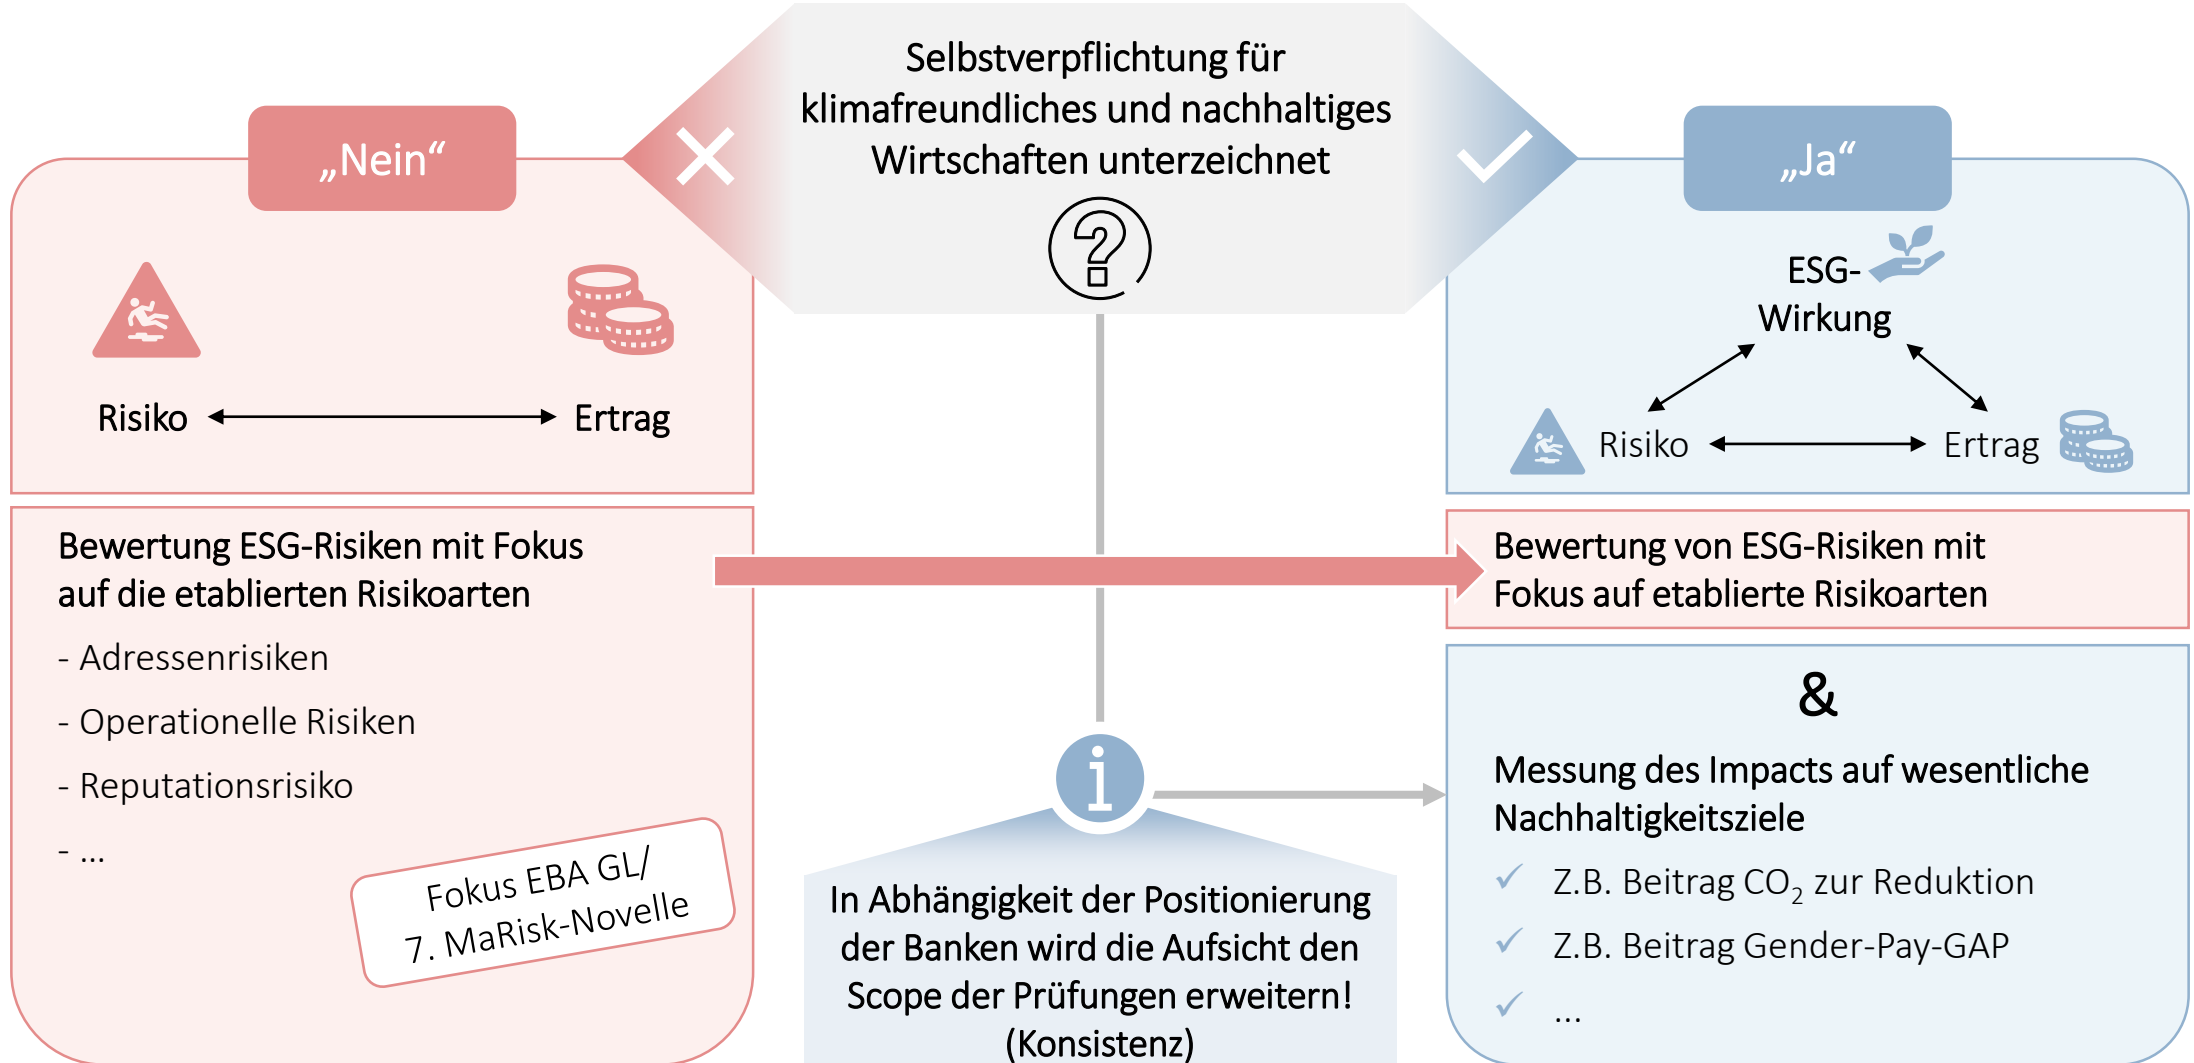 Selbstverpflichtung für
klimafreundliches und nachhaltiges
Wirtschaften unterzeichnet
„Nein“
Risiko
Ertrag
Bewertung ESG-Risiken mit Fokus
auf die etablierten Risikoarten
- Adressenrisiken
- Operationelle Risiken
- Reputationsrisiko
- ...
Fokus EBA GL/
7. MaRisk-Novelle
In Abhängigkeit der Positionierung
der Banken wird die Aufsicht den
Scope der Prüfungen erweitern!
(Konsistenz)
„Ja“
ESG-
Wirkung
Risiko
Ertrag
Bewertung von ESG-Risiken mit
Fokus auf etablierte Risikoarten
&
Messung des Impacts auf wesentliche
Nachhaltigkeitsziele
✓ Z.B. Beitrag CO₂ zur Reduktion
✓ Z.B. Beitrag Gender-Pay-GAP
✓ ...